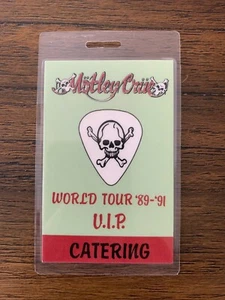 Mötley Crüe
WORLD TOUR '89-'91
V.I.P.
CATERING